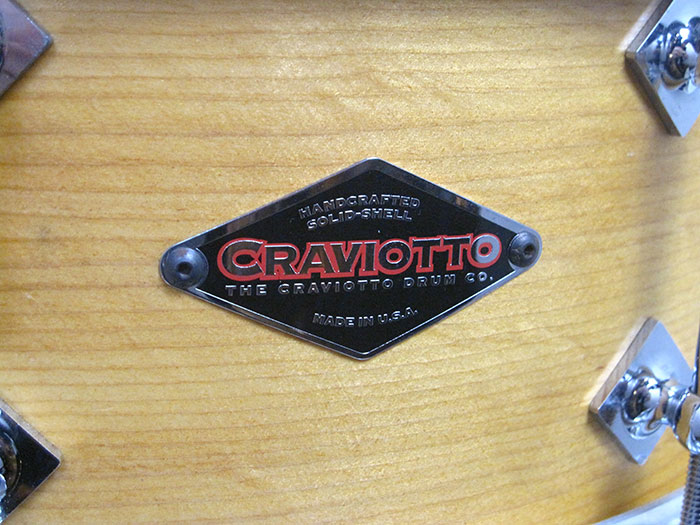 HANDCRAFTED
SOLID-SHELL
CRAVIOTTO
THE CRAVIOTTO DRUM CO.
MADE IN U.S.A.